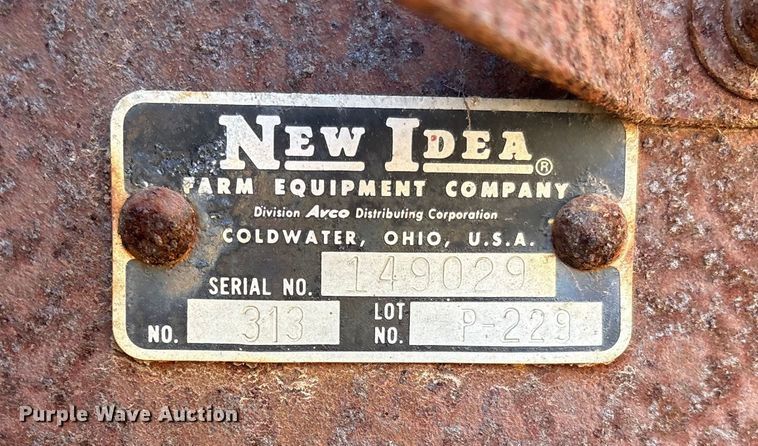 NEW IDEA ®
FARM EQUIPMENT COMPANY
Division Avco Distributing Corporation
COLDWATER, OHIO, U.S.A.
SERIAL NO. 149029
NO. 313 LOT NO. P-229
Purple Wave Auction